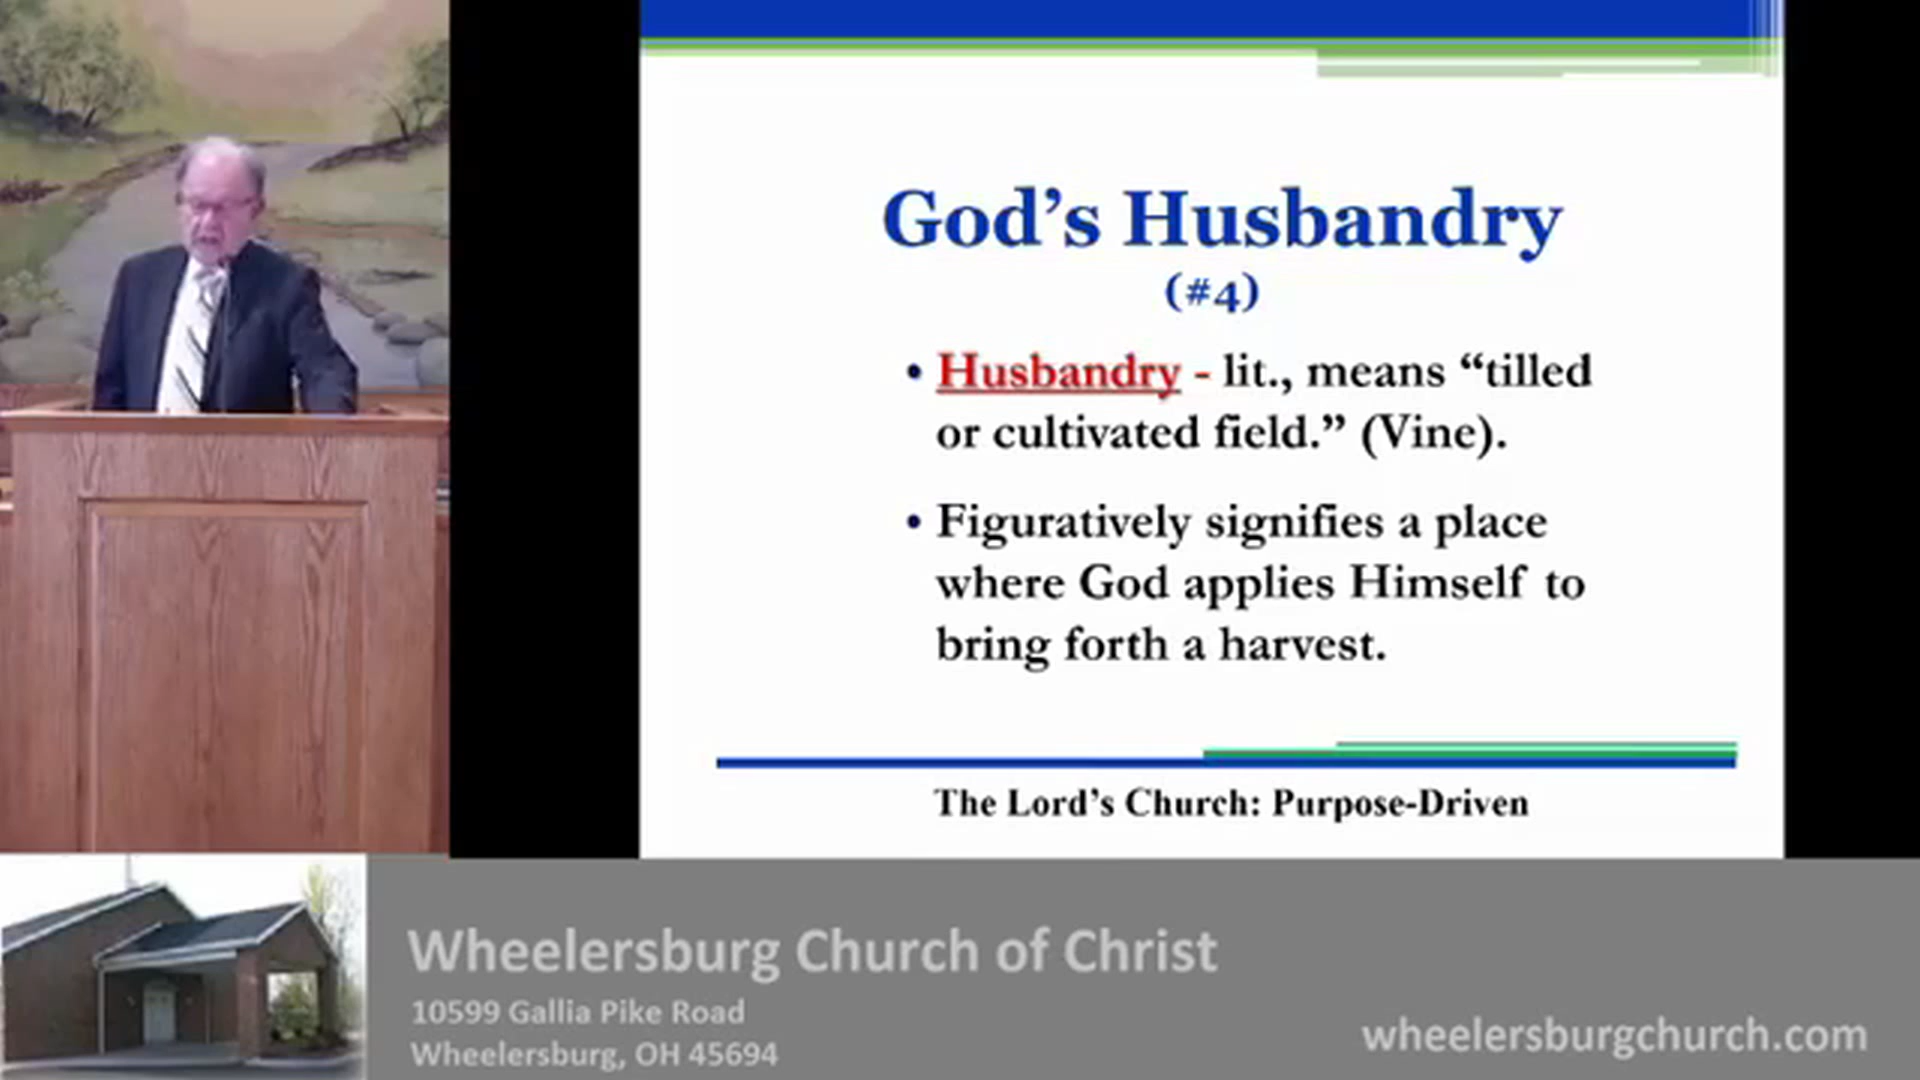 God’s Husbandry
(#4)
• Husbandry - lit., means “tilled
or cultivated field.” (Vine).
• Figuratively signifies a place
where God applies Himself to
bring forth a harvest.
The Lord’s Church: Purpose-Driven
Wheelersburg Church of Christ
10599 Gallia Pike Road
Wheelersburg, OH 45694
wheelersburgchurch.com